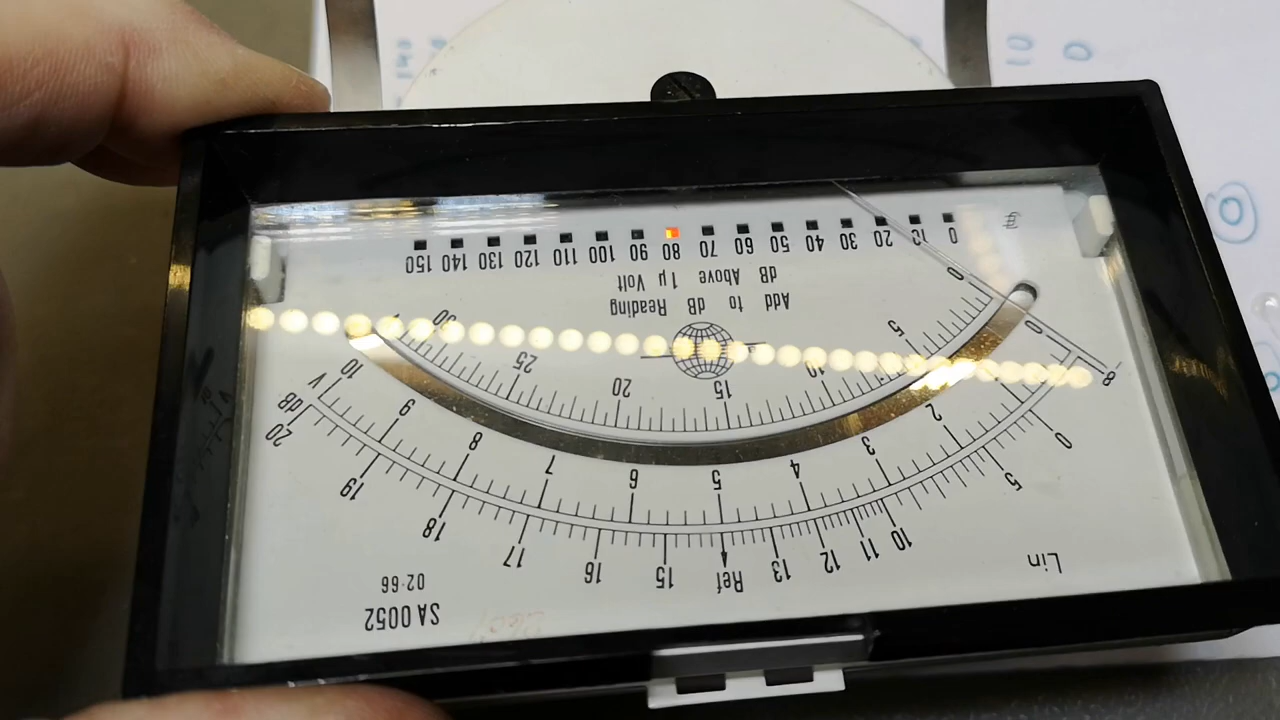 SA 0052
02·66
Lin
0 5 10 11 12 13 Ref 15 16 17 18 19 20 dB
0 2 3 4 5 6 7 8 9 10 V
0 5 10 15 20 25 30
Add to dB Reading
dB Above 1µ Volt
0 10 20 30 40 50 60 70 80 90 100 110 120 130 140 150